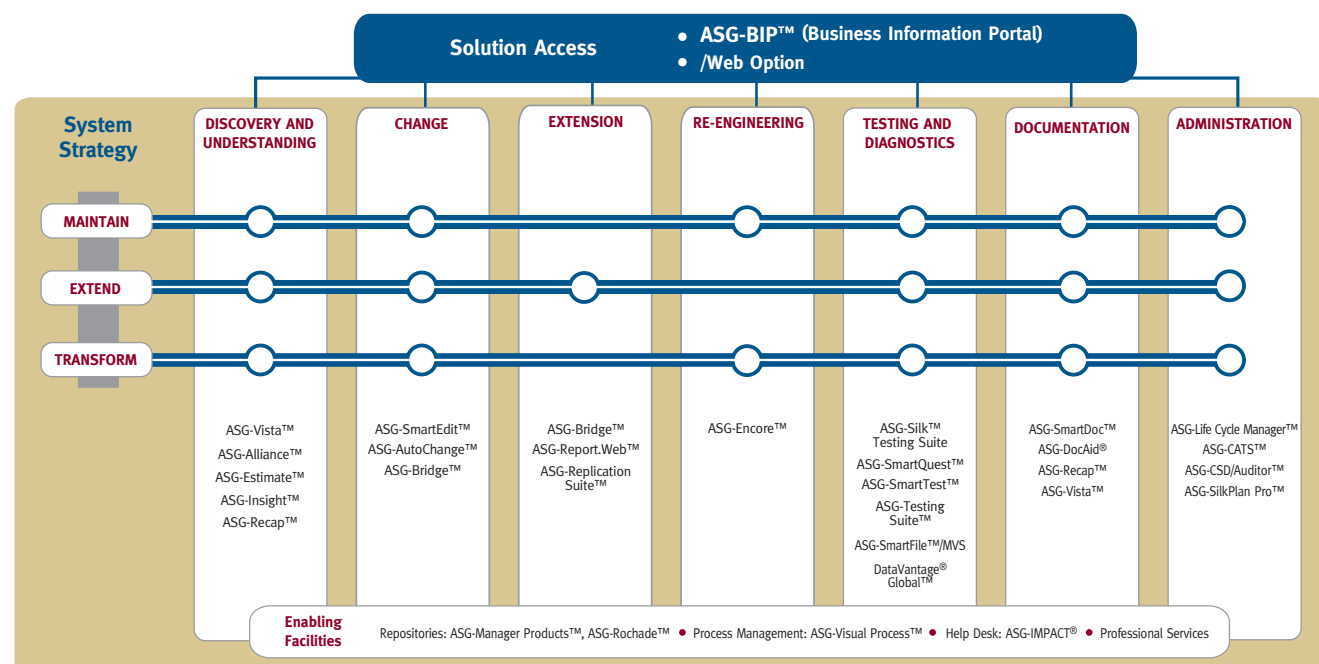 Solution Access
• ASG-BIP™ (Business Information Portal)
• /Web Option
System
Strategy
DISCOVERY AND
UNDERSTANDING
CHANGE
EXTENSION
RE-ENGINEERING
TESTING AND
DIAGNOSTICS
DOCUMENTATION
ADMINISTRATION
MAINTAIN
EXTEND
TRANSFORM
ASG-Vista™
ASG-Alliance™
ASG-Estimate™
ASG-Insight™
ASG-Recap™
ASG-SmartEdit™
ASG-AutoChange™
ASG-Bridge™
ASG-Bridge™
ASG-Report.Web™
ASG-Replication
Suite™
ASG-Encore™
ASG-Silk™
Testing Suite
ASG-SmartQuest™
ASG-SmartTest™
ASG-Testing
Suite™
ASG-SmartFile™/MVS
DataVantage®
Global™
ASG-SmartDoc™
ASG-DocAid®
ASG-Recap™
ASG-Vista™
ASG-Life Cycle Manager™
ASG-CATS™
ASG-CSD/Auditor™
ASG-SilkPlan Pro™
Enabling
Facilities
Repositories: ASG-Manager Products™, ASG-Rochade™ • Process Management: ASG-Visual Process™ • Help Desk: ASG-IMPACT® • Professional Services